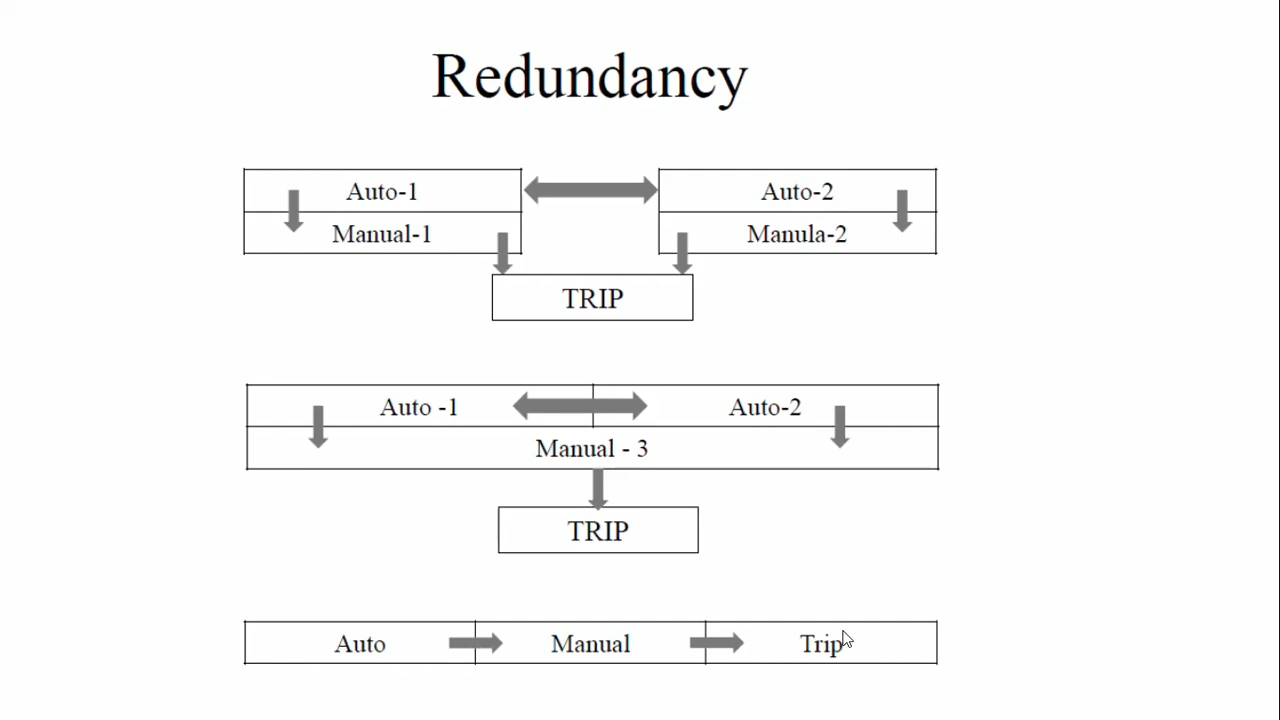 Redundancy
Auto-1
Auto-2
Manual-1
Manula-2
TRIP
Auto -1
Auto-2
Manual - 3
TRIP
Auto
Manual
Trip